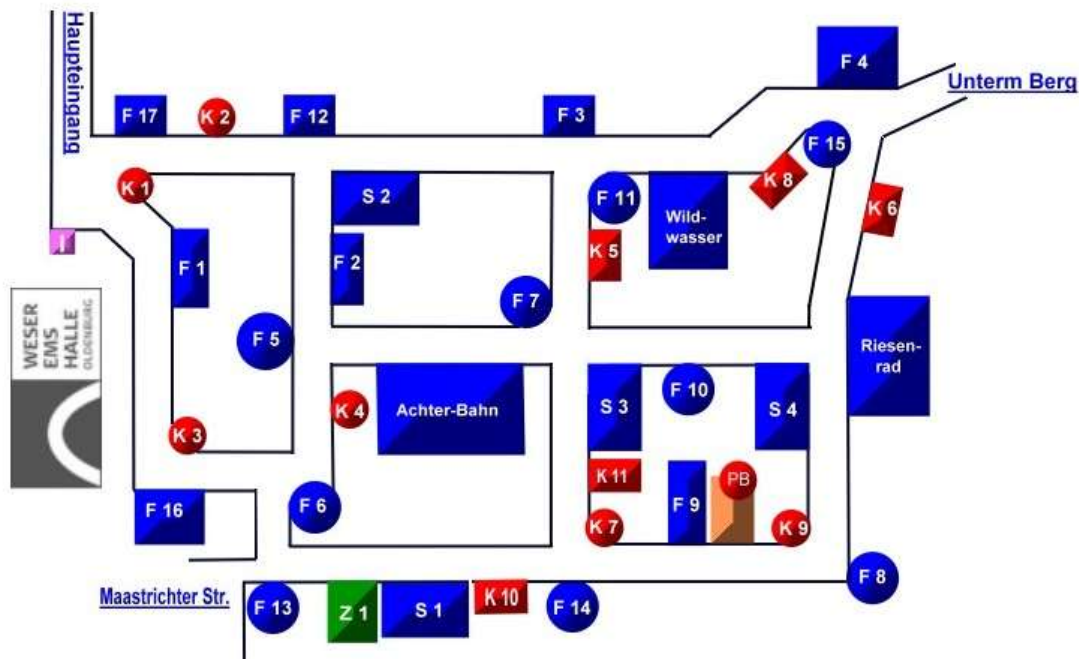 Haupteingang
F 4
Unterm Berg
F 17
K 2
F 12
F 3
F 15
K 1
S 2
F 11
Wild-
wasser
K 8
K 6
I
F 1
F 2
K 5
F 7
WESER
EMS
HALLE
OLDENBURG
F 5
Riesen-
rad
K 4
Achter-Bahn
S 3
F 10
S 4
K 3
K 11
F 9
PB
F 16
F 6
K 7
K 9
Maastrichter Str.
F 13
Z 1
S 1
K 10
F 14
F 8